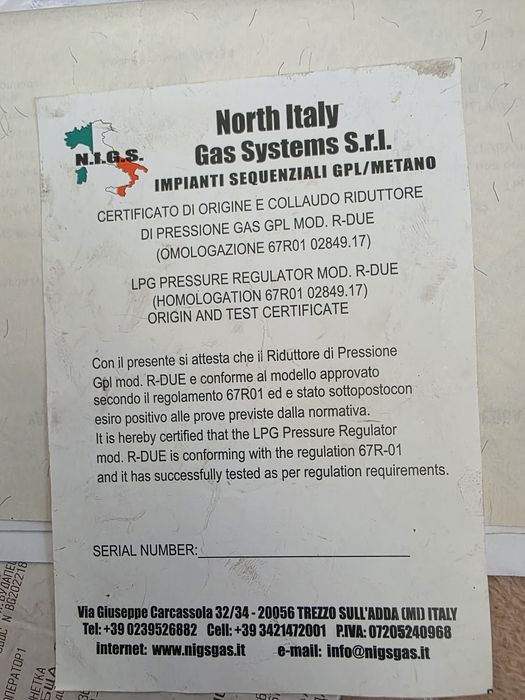 N.I.G.S.
North Italy
Gas Systems S.r.l.
IMPIANTI SEQUENZIALI GPL/METANO
CERTIFICATO DI ORIGINE E COLLAUDO RIDUTTORE
DI PRESSIONE GAS GPL MOD. R-DUE
(OMOLOGAZIONE 67R01 02849.17)
LPG PRESSURE REGULATOR MOD. R-DUE
(HOMOLOGATION 67R01 02849.17)
ORIGIN AND TEST CERTIFICATE
Con il presente si attesta che il Riduttore di Pressione
Gpl mod. R-DUE e conforme al modello approvato
secondo il regolamento 67R01 ed e stato sottopostocon
esiro positivo alle prove previste dalla normativa.
It is hereby certified that the LPG Pressure Regulator
mod. R-DUE is conforming with the regulation 67R-01
and it has successfully tested as per regulation requirements.
SERIAL NUMBER:
Via Giuseppe Carcassola 32/34 - 20056 TREZZO SULL'ADDA (MI) ITALY
Tel: +39 0239526882 Cell: +39 3421472001 P.IVA: 07205240968
internet: www.nigsgas.it e-mail: info@nigsgas.it
ОПЕРАТОР1